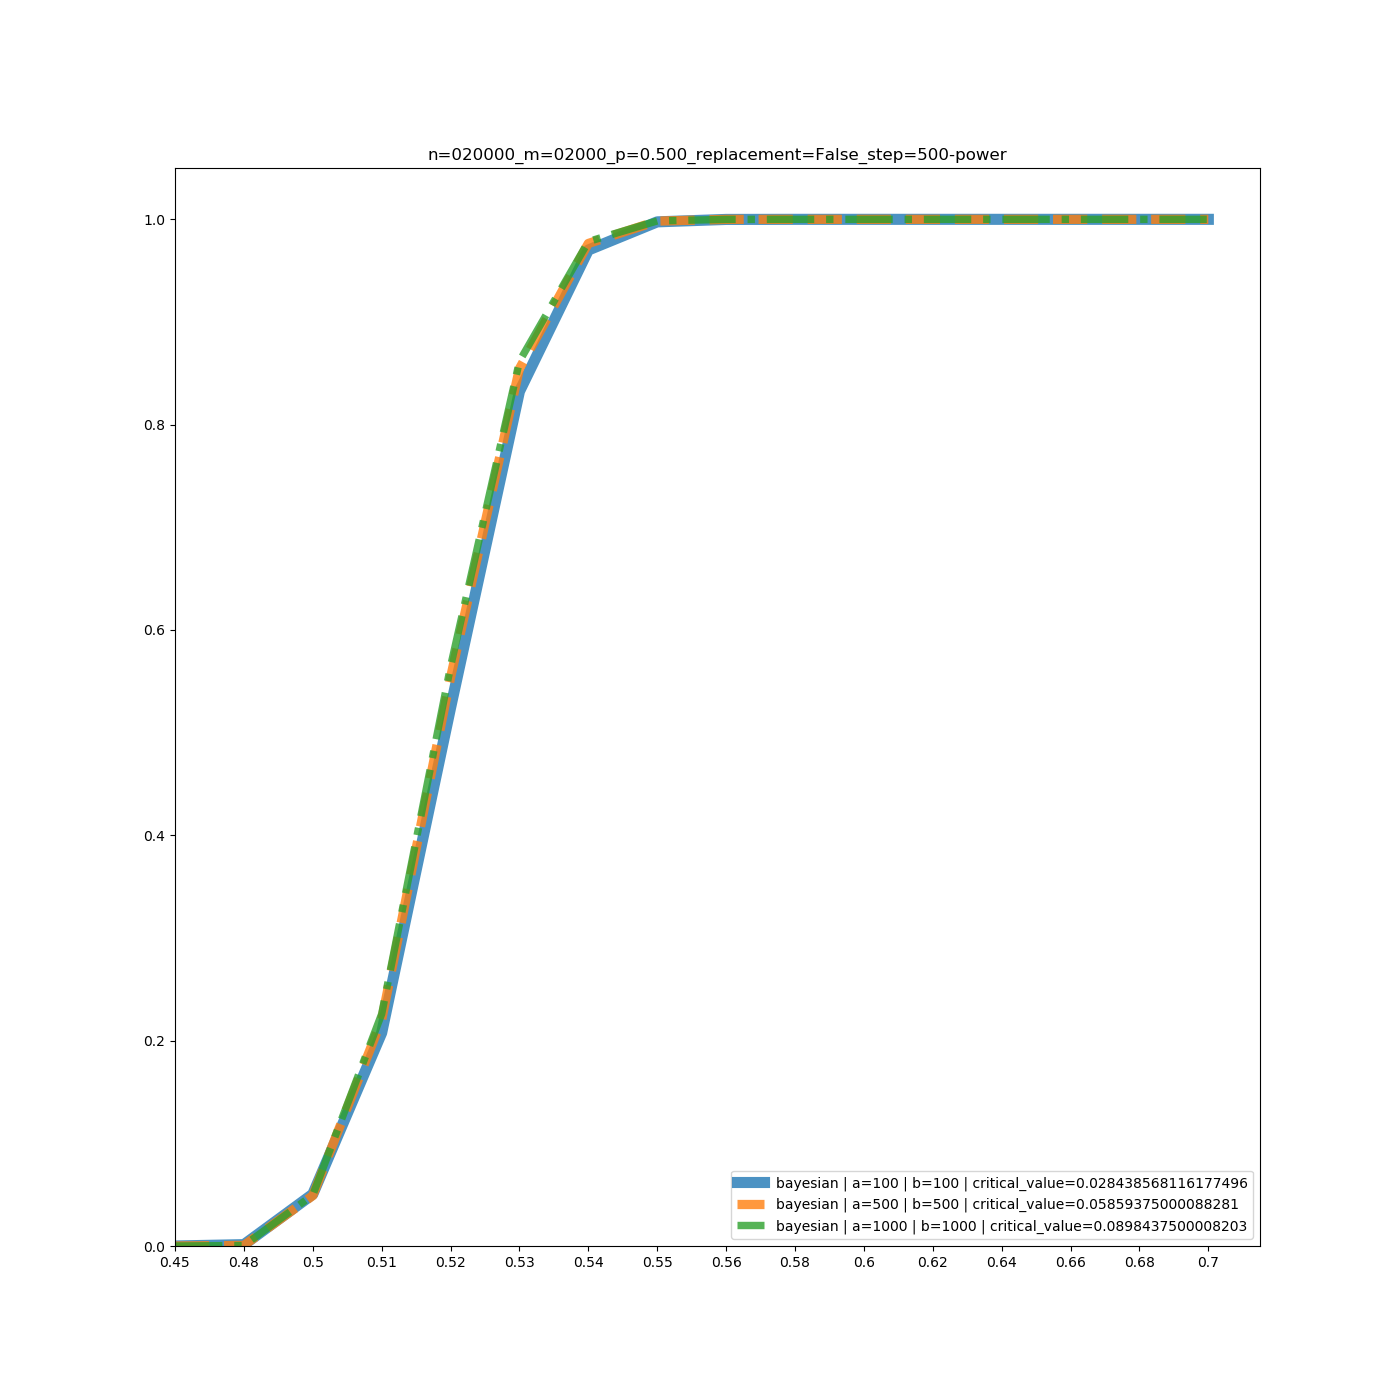 n=020000_m=02000_p=0.500_replacement=False_step=500-power
1.0
0.8
0.6
0.4
0.2
0.0
bayesian | a=100 | b=100 | critical_value=0.028438568116177496
bayesian | a=500 | b=500 | critical_value=0.05859375000088281
bayesian | a=1000 | b=1000 | critical_value=0.0898437500008203
0.45 0.48 0.5 0.51 0.52 0.53 0.54 0.55 0.56 0.58 0.6 0.62 0.64 0.66 0.68 0.7